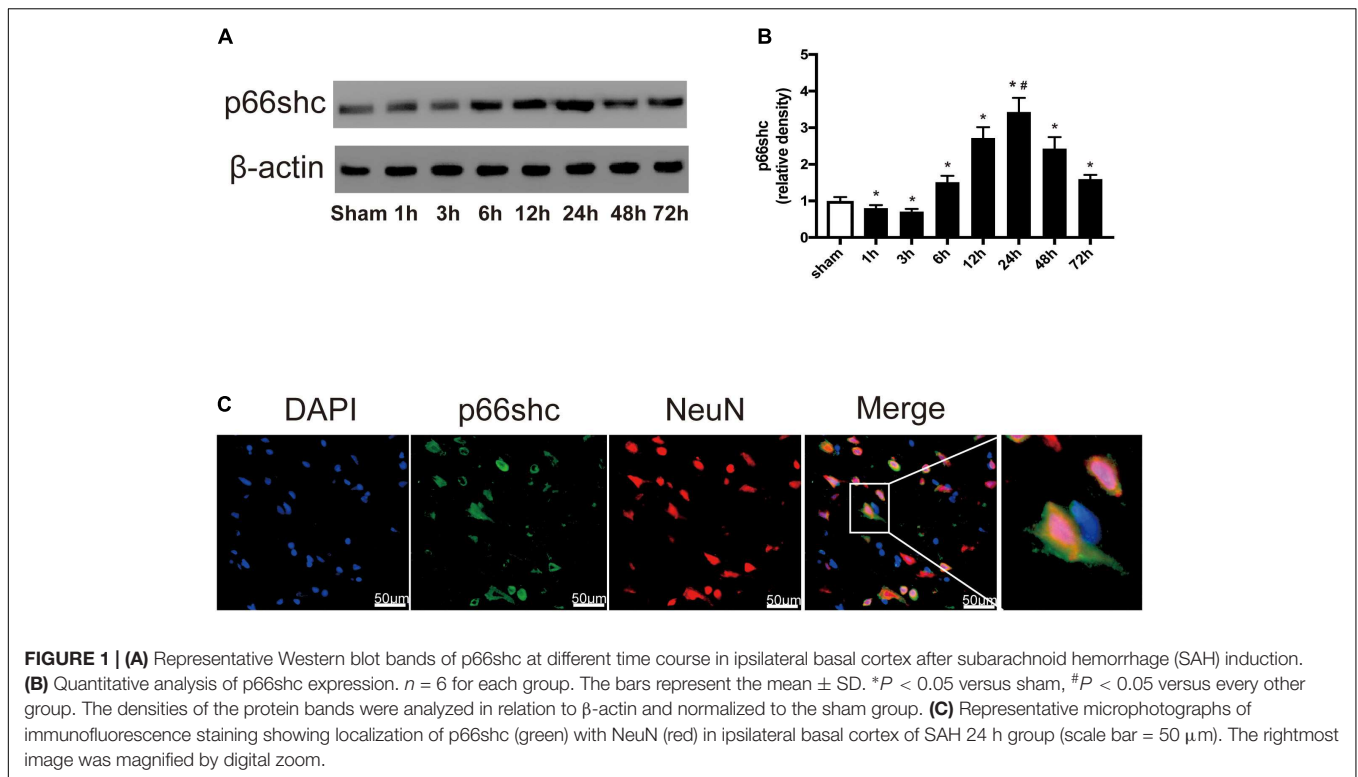 A
p66shc
β-actin
Sham 1h 3h 6h 12h 24h 48h 72h
B
p66shc
(relative density)
5
4
3
2
1
0
*
*
*
*
* #
*
*
sham
1h
3h
6h
12h
24h
48h
72h
C
DAPI
p66shc
NeuN
Merge
50um
50um
50um
50um
FIGURE 1 | (A) Representative Western blot bands of p66shc at different time course in ipsilateral basal cortex after subarachnoid hemorrhage (SAH) induction.
(B) Quantitative analysis of p66shc expression. n = 6 for each group. The bars represent the mean ± SD. *P < 0.05 versus sham, #P < 0.05 versus every other
group. The densities of the protein bands were analyzed in relation to β-actin and normalized to the sham group. (C) Representative microphotographs of
immunofluorescence staining showing localization of p66shc (green) with NeuN (red) in ipsilateral basal cortex of SAH 24 h group (scale bar = 50 μm). The rightmost
image was magnified by digital zoom.